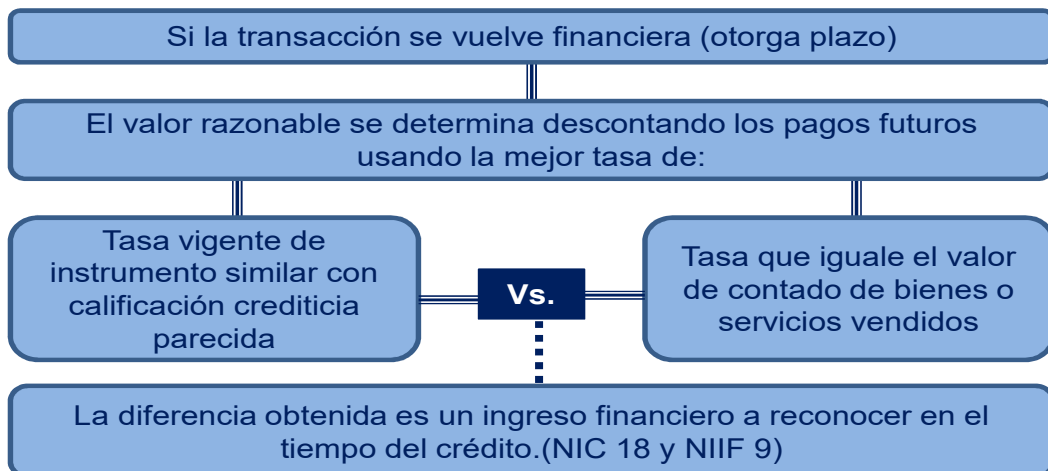 Si la transacción se vuelve financiera (otorga plazo)
El valor razonable se determina descontando los pagos futuros
usando la mejor tasa de:
Tasa vigente de
instrumento similar con
calificación crediticia
parecida
Vs.
Tasa que iguale el valor
de contado de bienes o
servicios vendidos
La diferencia obtenida es un ingreso financiero a reconocer en el
tiempo del crédito.(NIC 18 y NIIF 9)